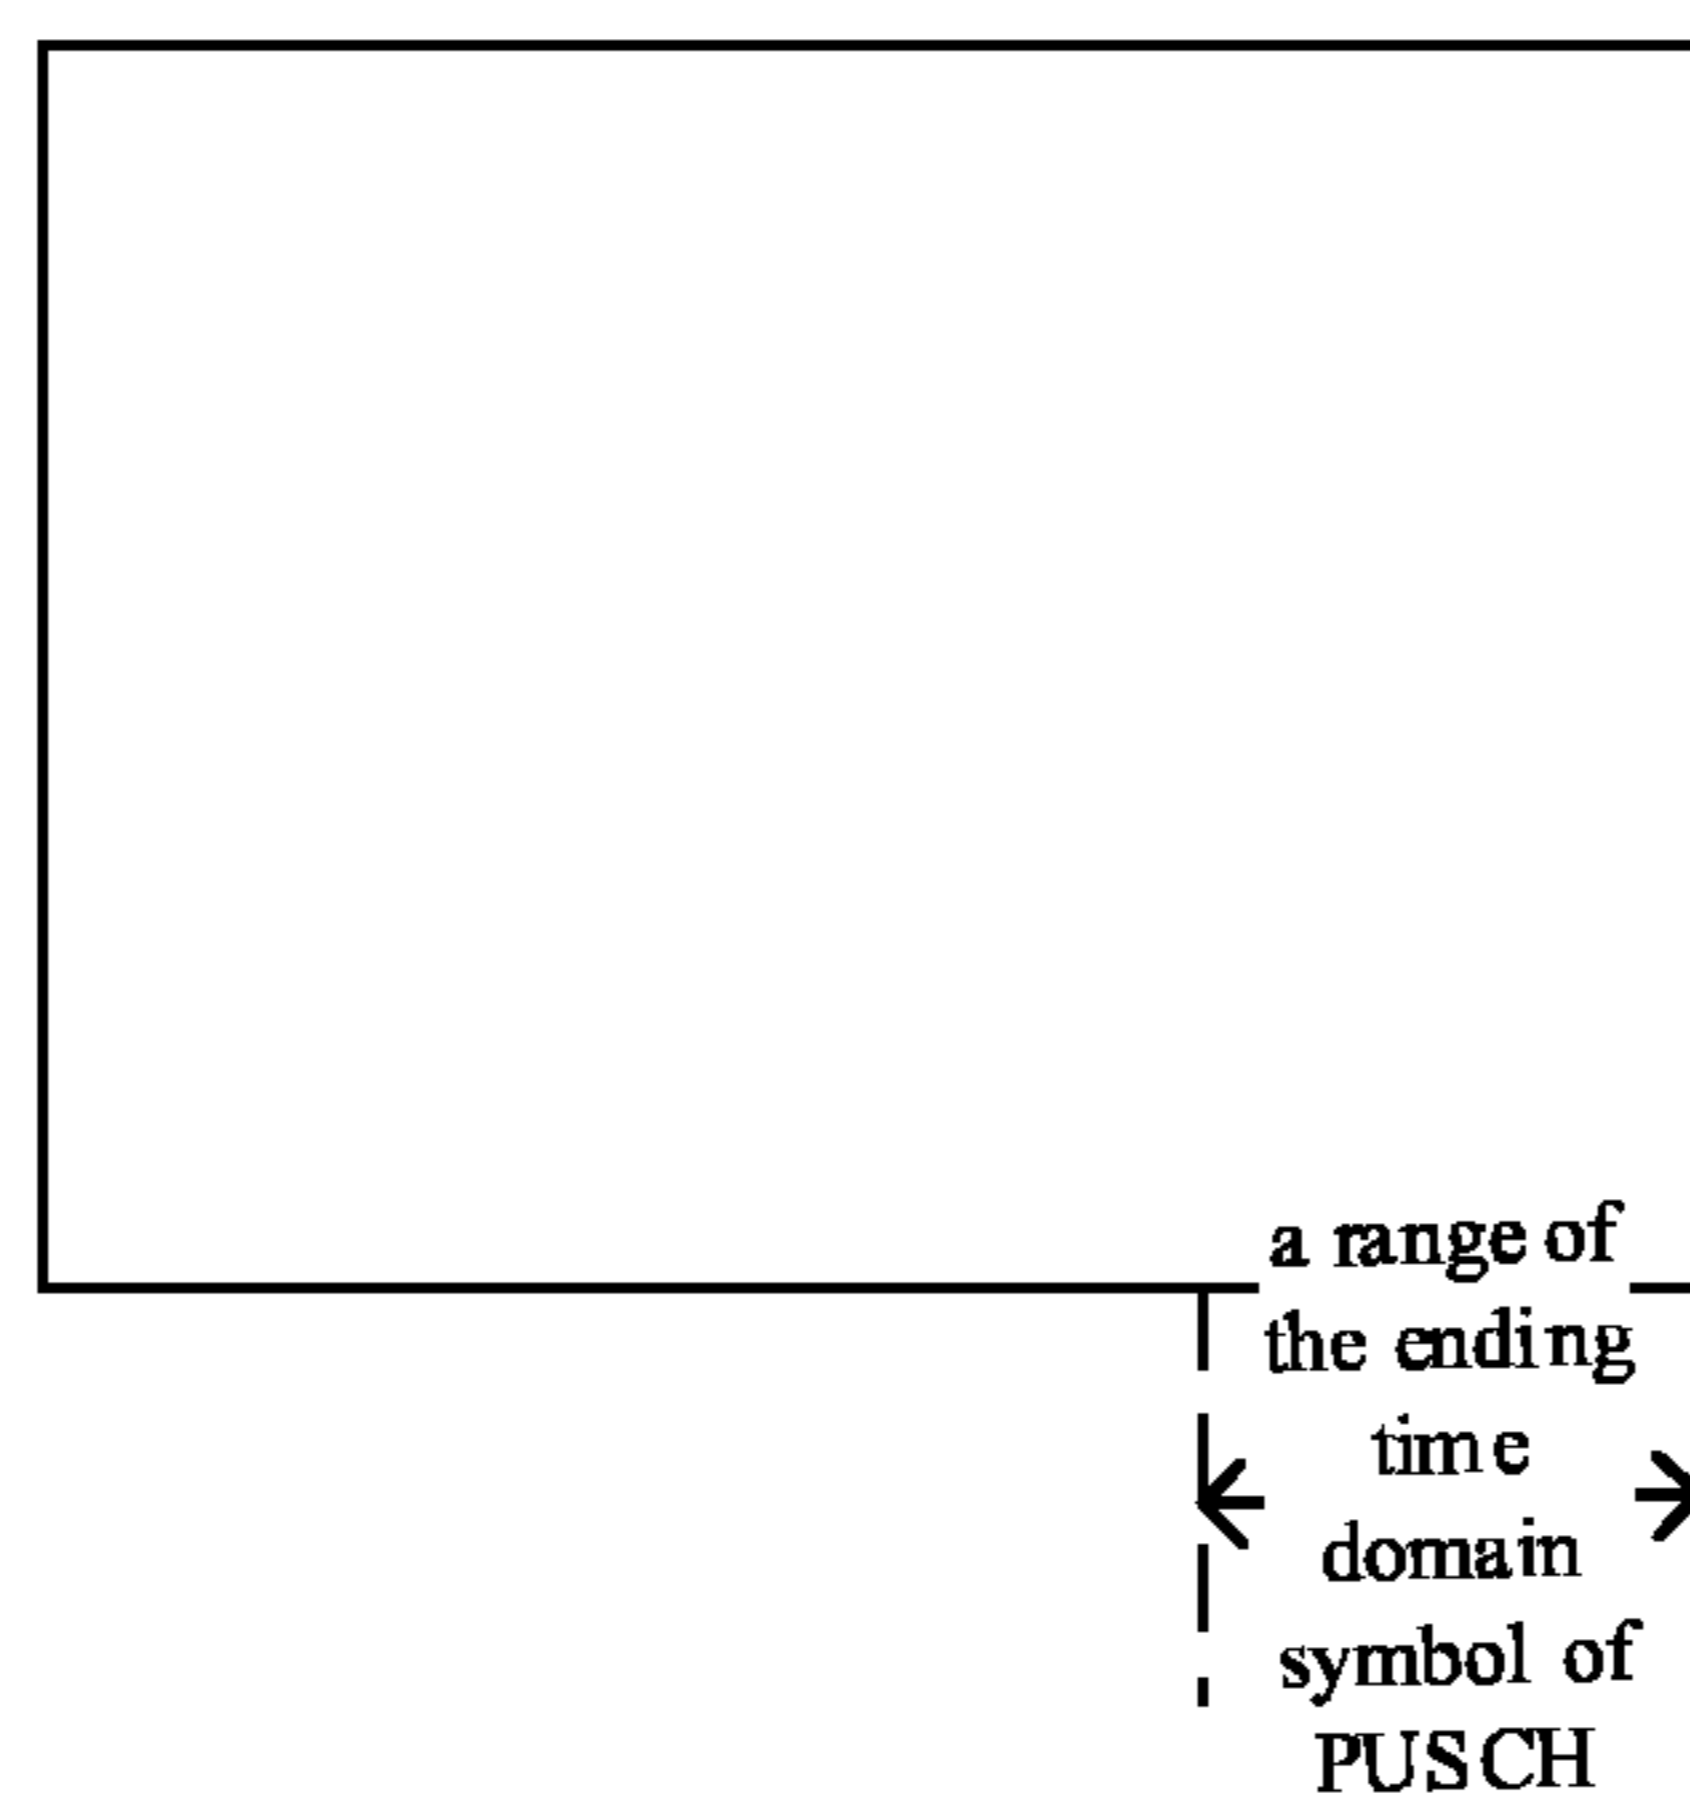 a range of
the ending
time
domain
symbol of
PUSCH